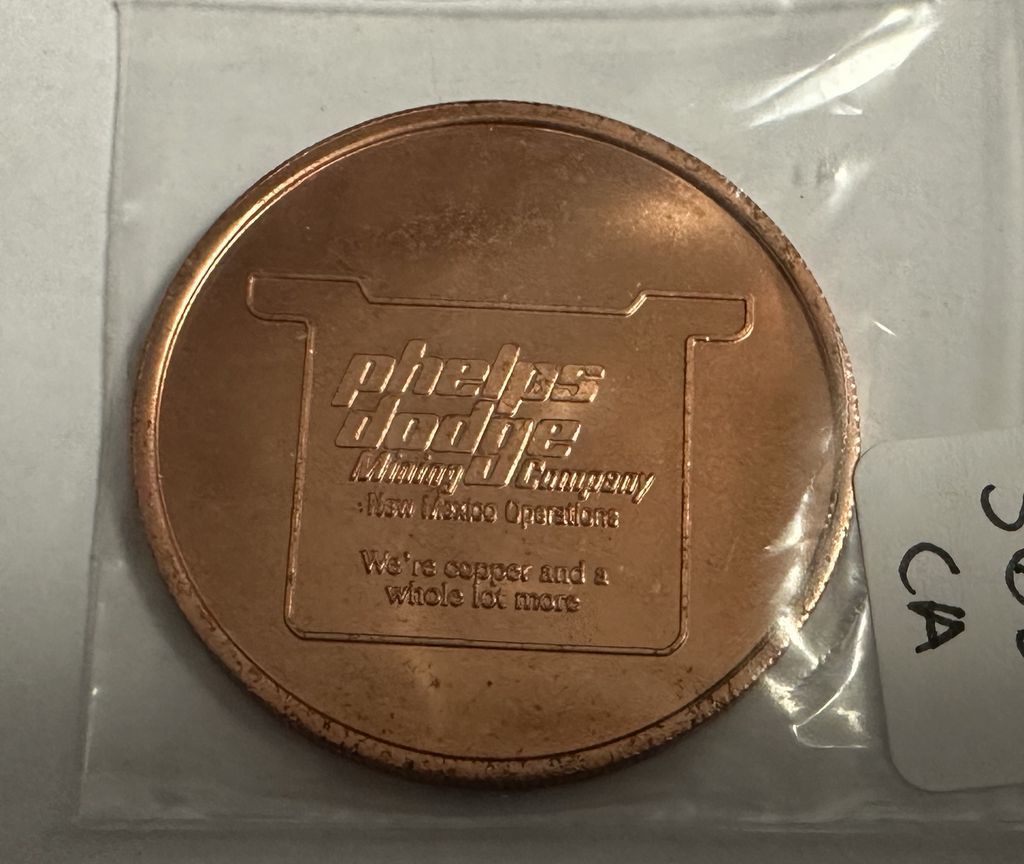 phelps
dodge
Mining Company
New Mexico Operations
We're copper and a
whole lot more
CA